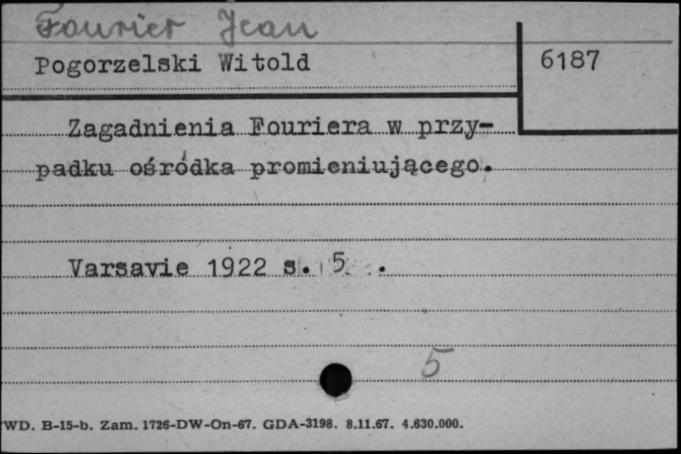 Fourier Jean
Pogorzelski Witold
6187
Zagadnienia Fouriera w przy-
padku ośródka promieniującego.
Varsavie 1922 s. 5 .
5
WD. B-15-b. Zam. 1726-DW-On-67. GDA-3198. 8.11.67. 4.630.000.